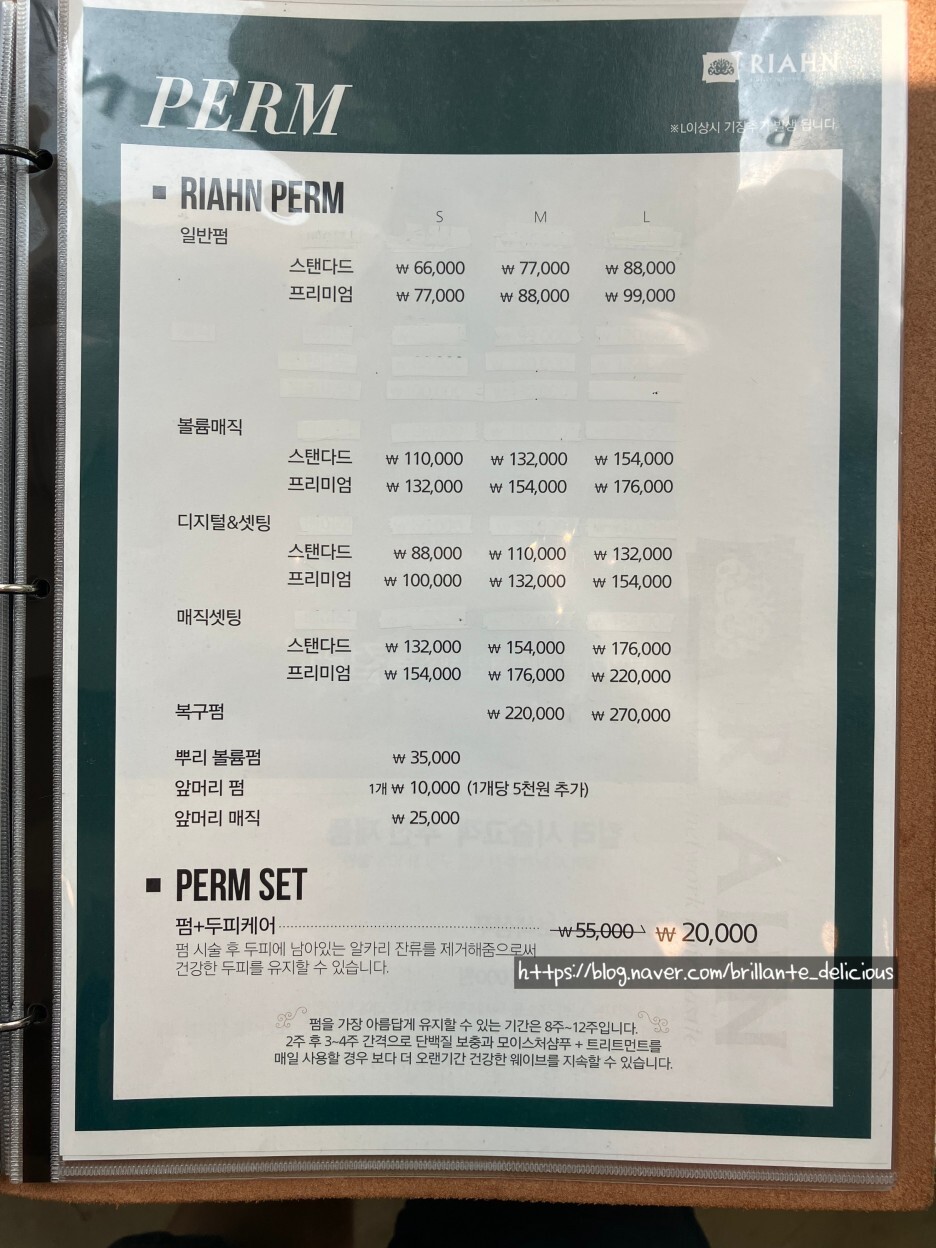 PERM
RIAHN
※L이상시 기장추가 발생 됩니다.
■ RIAHN PERM
S M L
일반펌
스탠다드 ₩ 66,000 ₩ 77,000 ₩ 88,000
프리미엄 ₩ 77,000 ₩ 88,000 ₩ 99,000
볼륨매직
스탠다드 ₩ 110,000 ₩ 132,000 ₩ 154,000
프리미엄 ₩ 132,000 ₩ 154,000 ₩ 176,000
디지털&셋팅
스탠다드 ₩ 88,000 ₩ 110,000 ₩ 132,000
프리미엄 ₩ 100,000 ₩ 132,000 ₩ 154,000
매직셋팅
스탠다드 ₩ 132,000 ₩ 154,000 ₩ 176,000
프리미엄 ₩ 154,000 ₩ 176,000 ₩ 220,000
복구펌 ₩ 220,000 ₩ 270,000
뿌리 볼륨펌 ₩ 35,000
앞머리 펌 1개 ₩ 10,000 (1개당 5천원 추가)
앞머리 매직 ₩ 25,000
■ PERM SET
펌+두피케어 ₩ 55,000 ₩ 20,000
펌 시술 후 두피에 남아있는 알카리 잔류를 제거해줌으로써
건강한 두피를 유지할 수 있습니다.
https://blog.naver.com/brillante_delicious
펌을 가장 아름답게 유지할 수 있는 기간은 8주~12주입니다.
2주 후 3~4주 간격으로 단백질 보충과 모이스처샴푸 + 트리트먼트를
매일 사용할 경우 보다 더 오랜기간 건강한 웨이브를 지속할 수 있습니다.